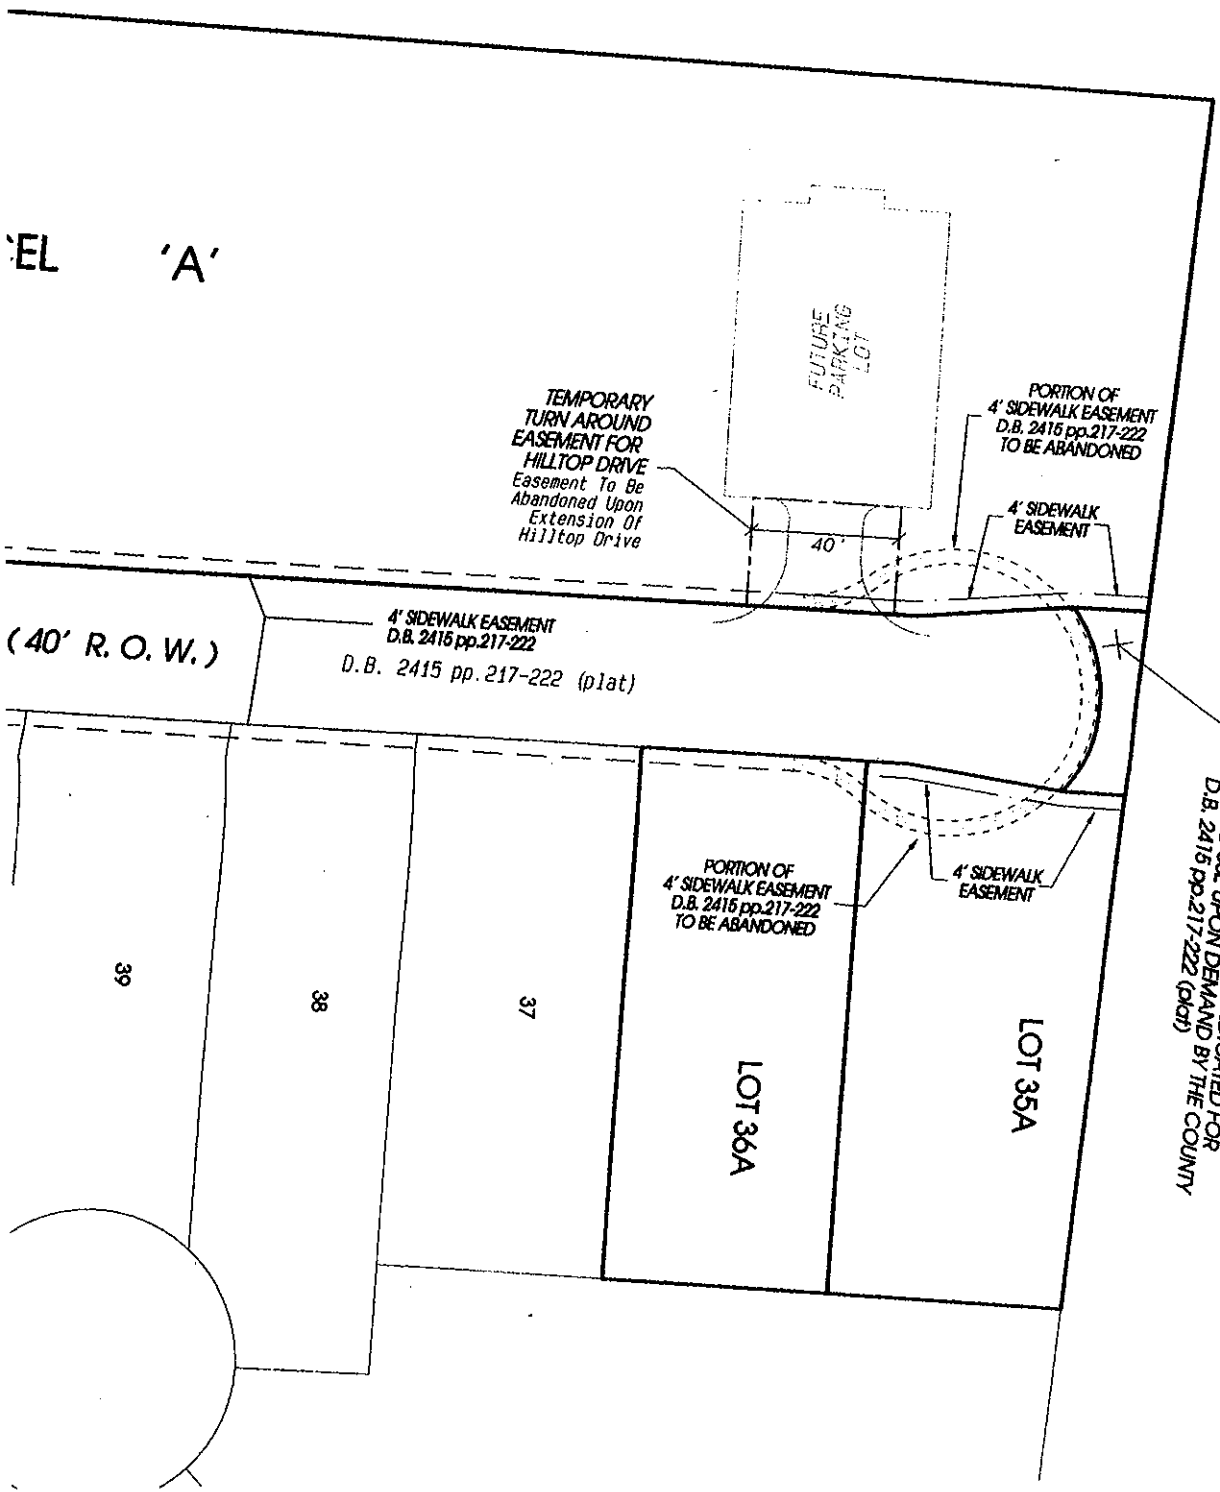 'A'
FUTURE
PARKING
LOT
TEMPORARY
TURN AROUND
EASEMENT FOR
HILLTOP DRIVE
Easement To Be
Abandoned Upon
Extension Of
Hilltop Drive
40'
PORTION OF
4' SIDEWALK EASEMENT
D.B. 2415 pp.217-222
TO BE ABANDONED
4' SIDEWALK
EASEMENT
(40' R.O.W.)
4' SIDEWALK EASEMENT
D.B. 2415 pp.217-222
D.B. 2415 pp.217-222 (plat)
PORTION OF
4' SIDEWALK EASEMENT
D.B. 2415 pp.217-222
TO BE ABANDONED
4' SIDEWALK
EASEMENT
39
38
37
LOT 36A
LOT 35A
UPON DEMAND BY THE COUNTY
D.B. 2415 pp.217-222 (plat)